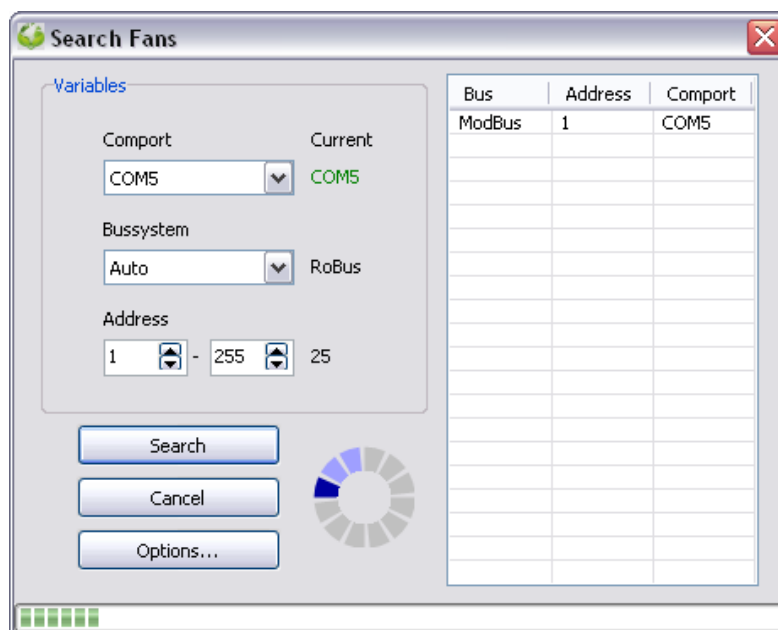 Search Fans
Variables
Comport Current
COM5 COM5
Bussystem
Auto RoBus
Address
1 - 255 25
Search
Cancel
Options...
Bus Address Comport
ModBus 1 COM5